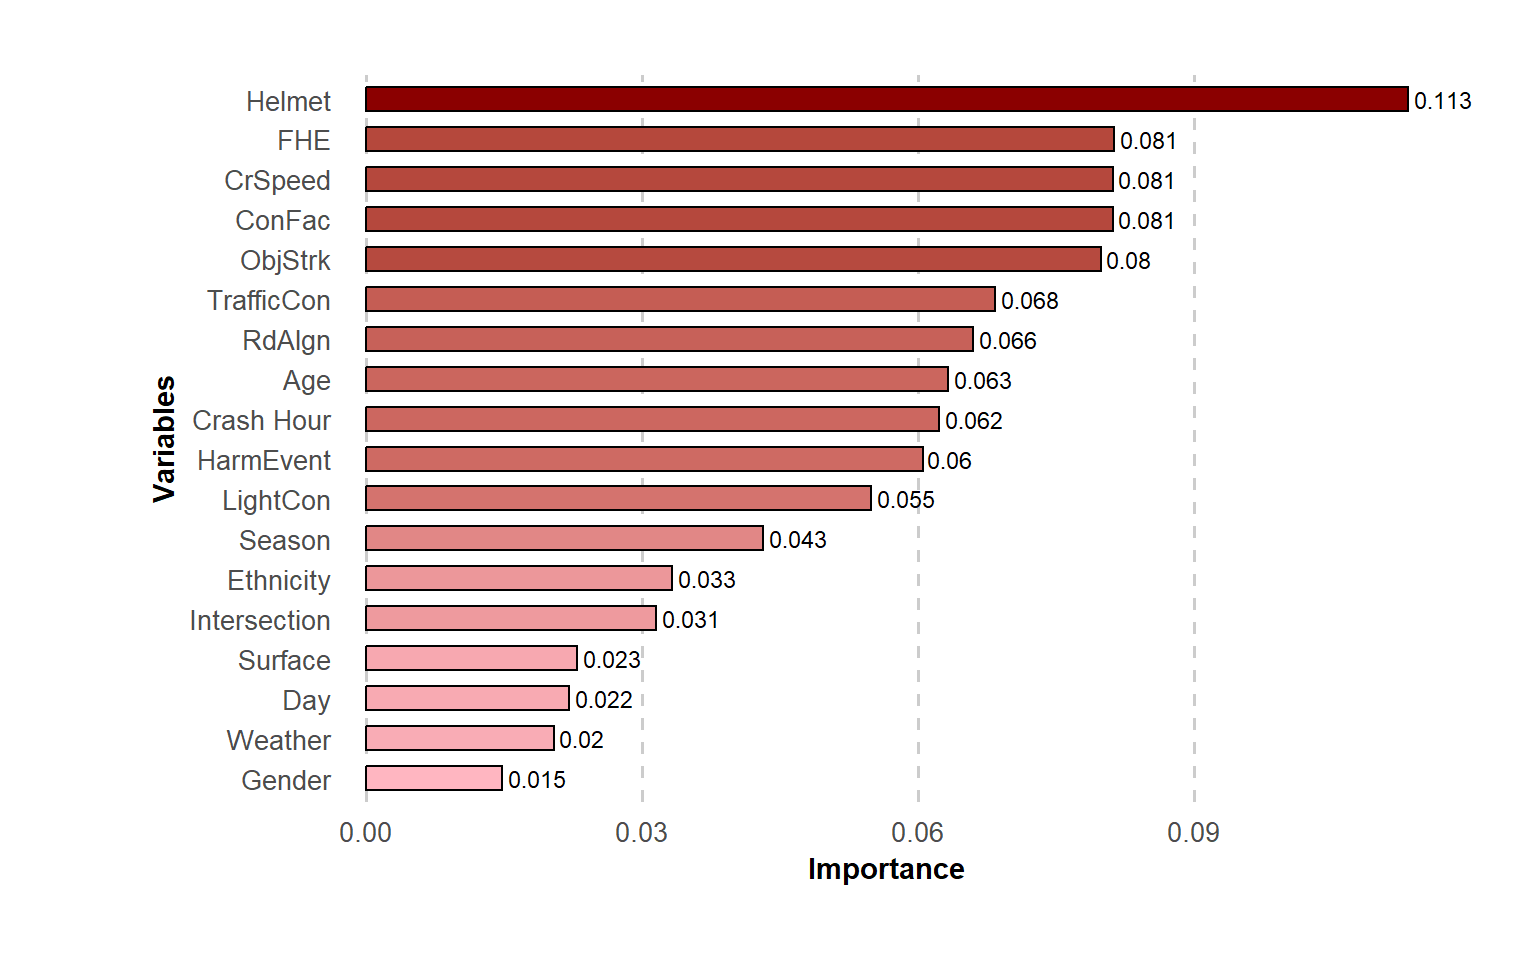 Helmet 0.113
FHE 0.081
CrSpeed 0.081
ConFac 0.081
ObjStrk 0.08
TrafficCon 0.068
RdAlgn 0.066
Age 0.063
Crash Hour 0.062
HarmEvent 0.06
LightCon 0.055
Season 0.043
Ethnicity 0.033
Intersection 0.031
Surface 0.023
Day 0.022
Weather 0.02
Gender 0.015
Variables
0.00 0.03 0.06 0.09
Importance